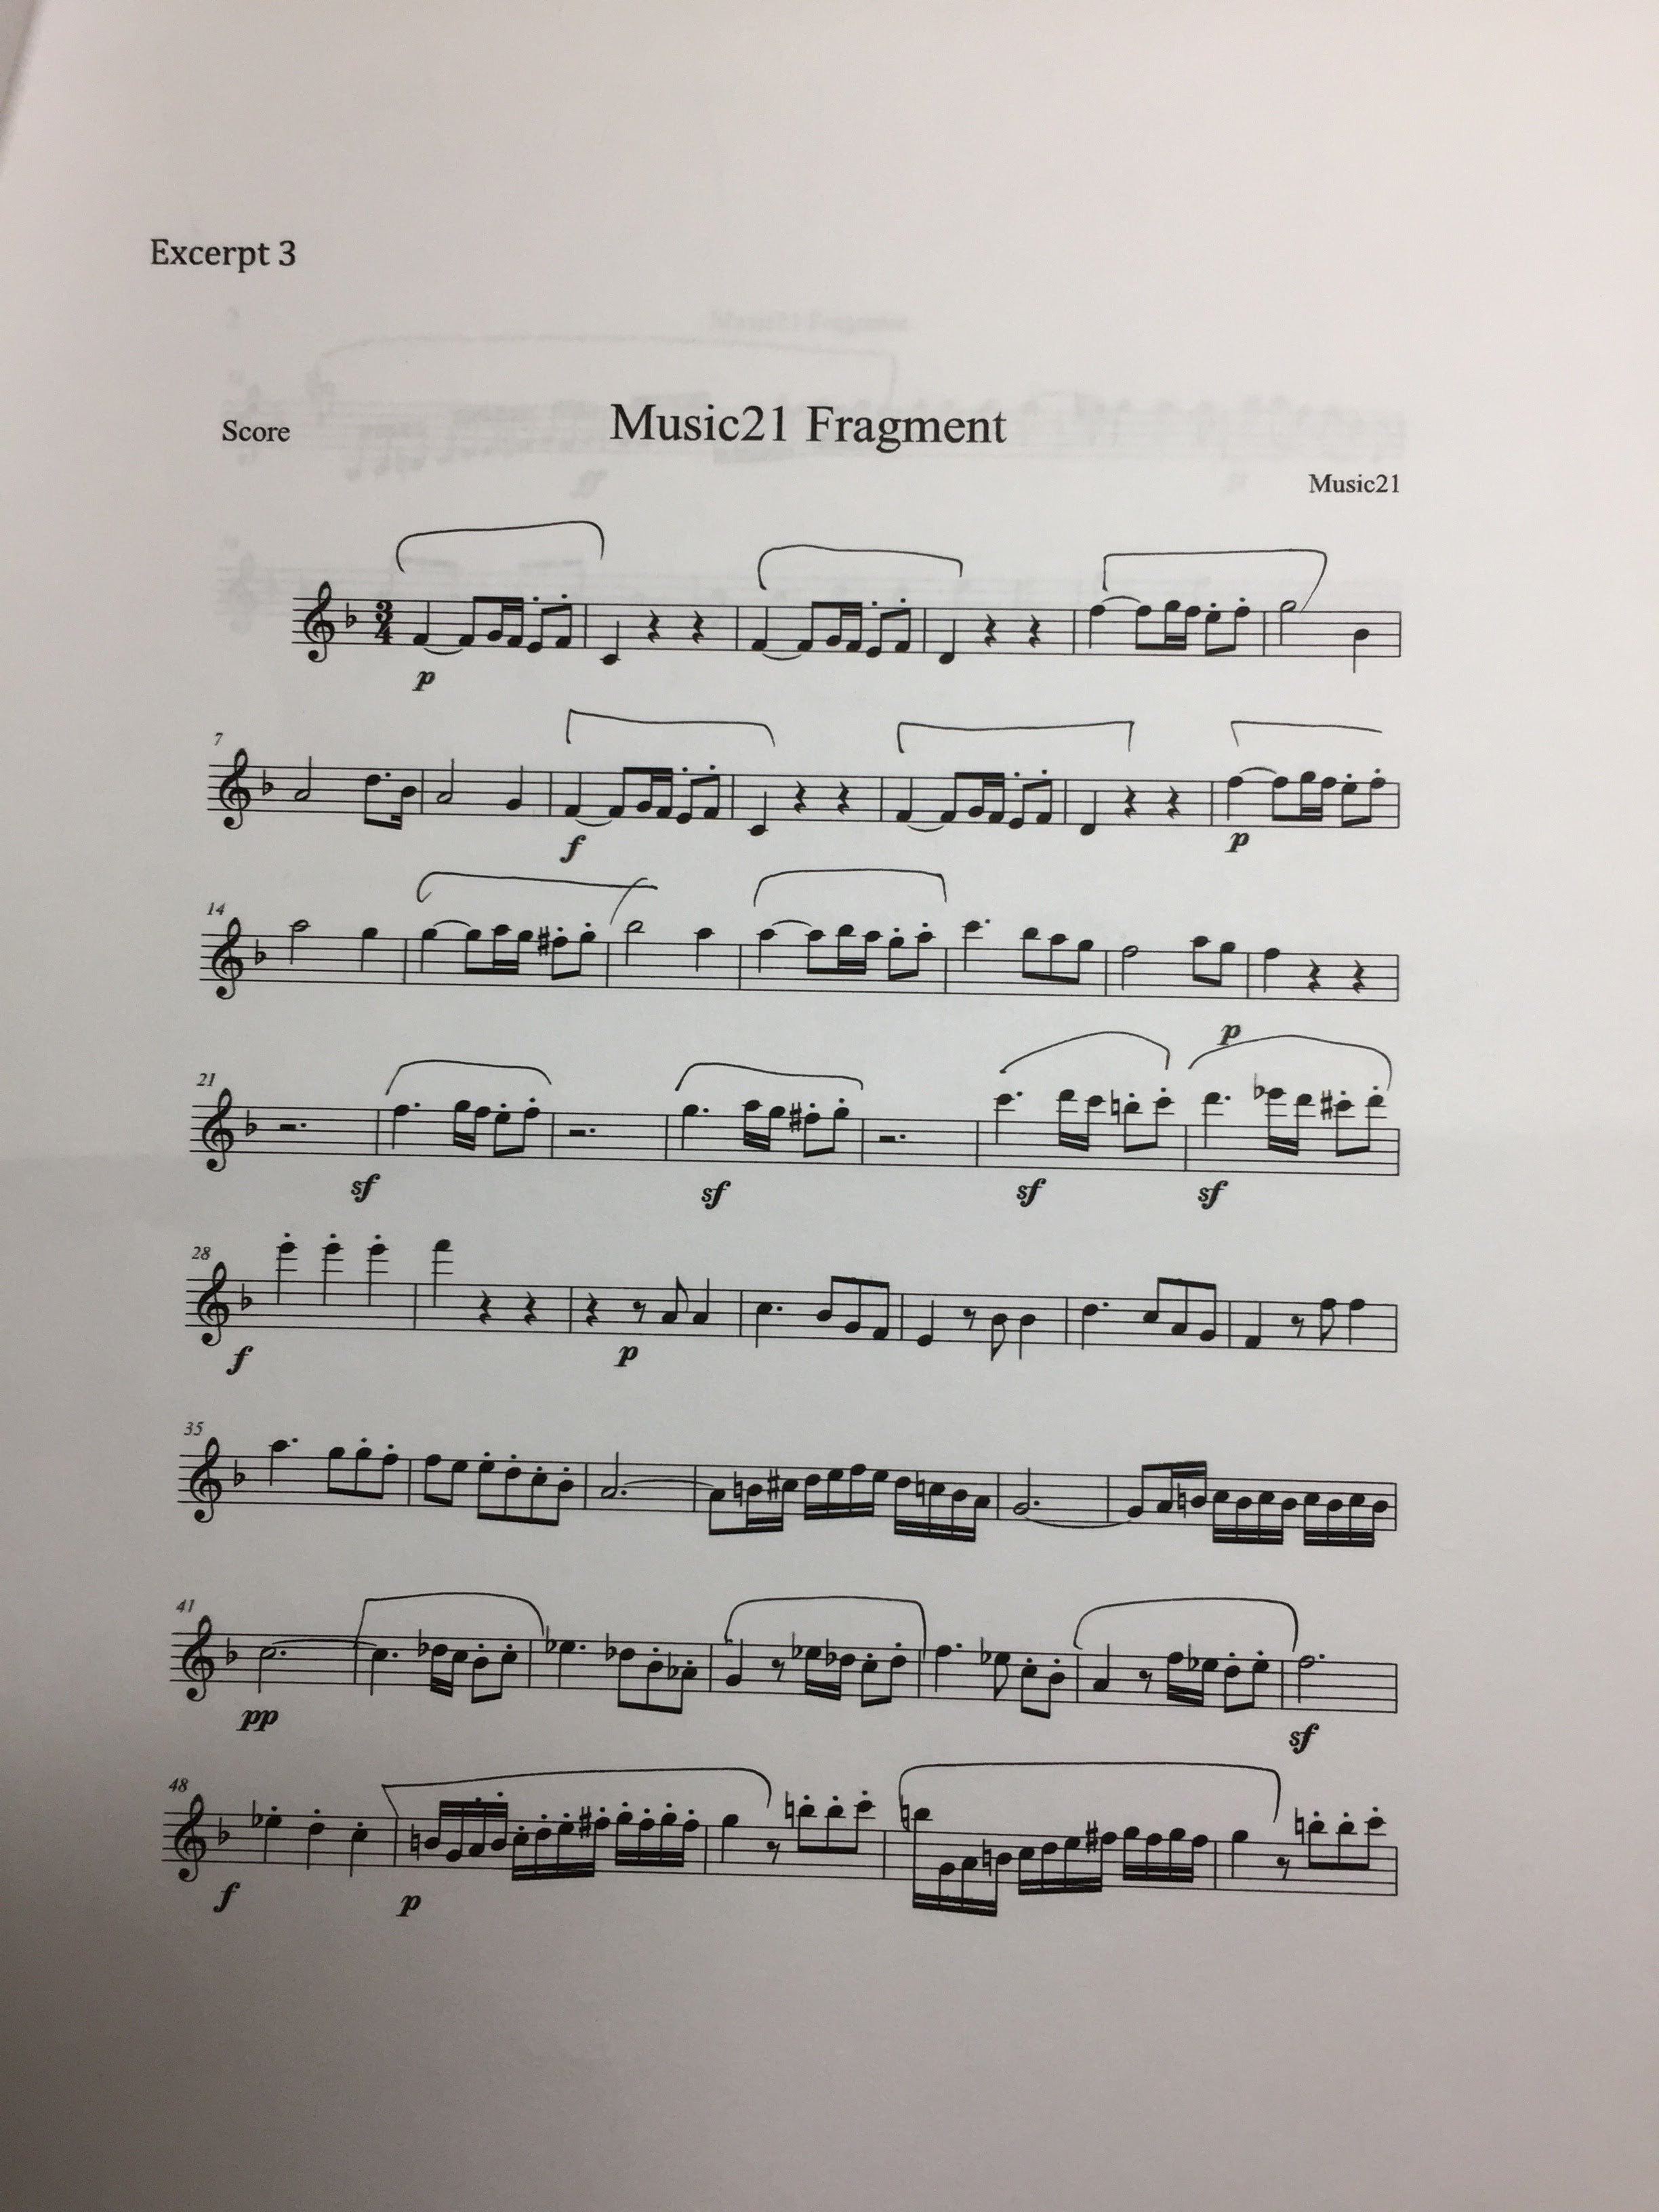 Excerpt 3
Score
Music21 Fragment
Music21
3
4
p
7
f
p
14
p
21
sf
sf
sf
sf
28
f
p
35
41
pp
sf
48
f
p